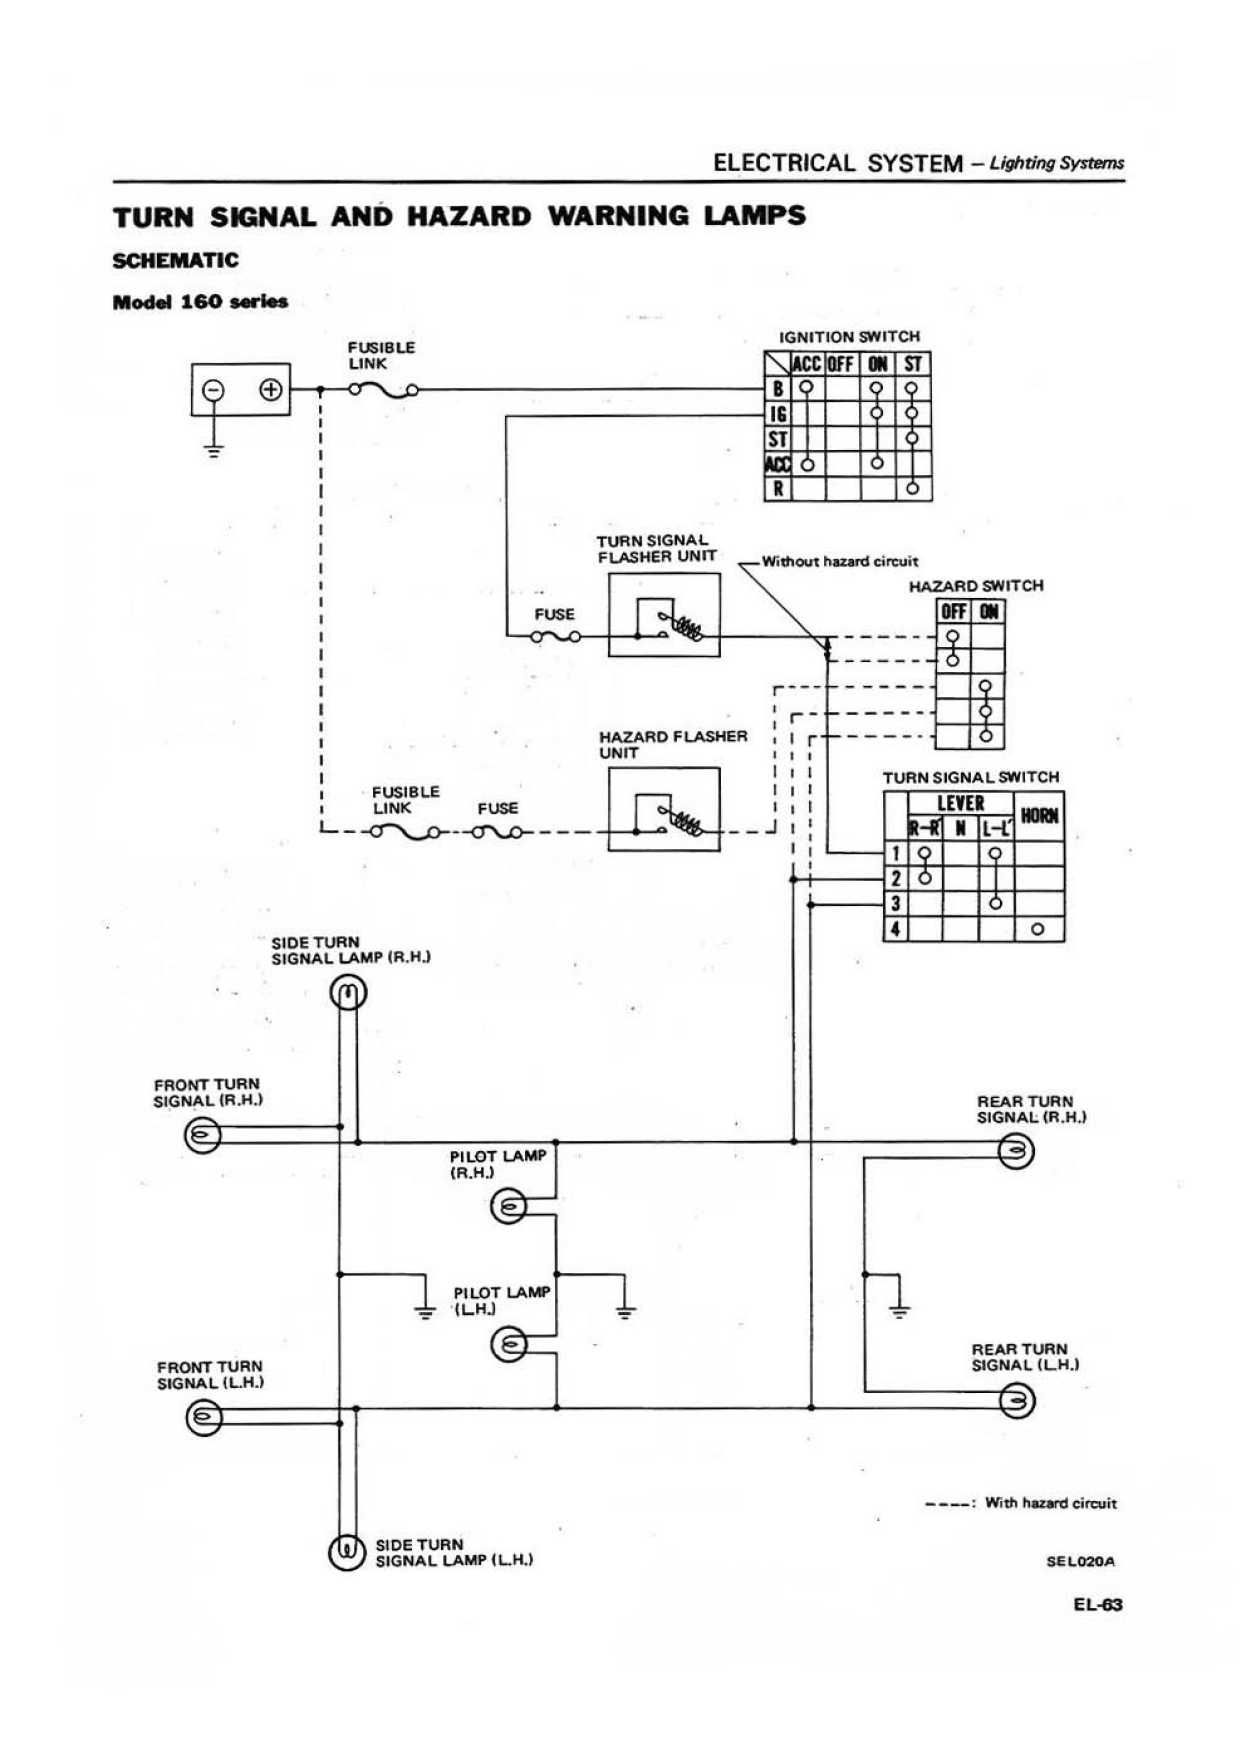 ELECTRICAL SYSTEM – Lighting Systems
TURN SIGNAL AND HAZARD WARNING LAMPS
SCHEMATIC
Model 160 series
IGNITION SWITCH
FUSIBLE
LINK
ACC OFF ON ST
B
IG
ST
ACC
R
TURN SIGNAL
FLASHER UNIT
Without hazard circuit
HAZARD SWITCH
OFF ON
FUSE
HAZARD FLASHER
UNIT
TURN SIGNAL SWITCH
LEVER
HORN
R–R' N L–L'
FUSIBLE
LINK
FUSE
1
2
3
4
SIDE TURN
SIGNAL LAMP (R.H.)
FRONT TURN
SIGNAL (R.H.)
REAR TURN
SIGNAL (R.H.)
PILOT LAMP
(R.H.)
PILOT LAMP
(L.H.)
REAR TURN
SIGNAL (L.H.)
FRONT TURN
SIGNAL (L.H.)
----: With hazard circuit
SIDE TURN
SIGNAL LAMP (L.H.)
SEL020A
EL-63